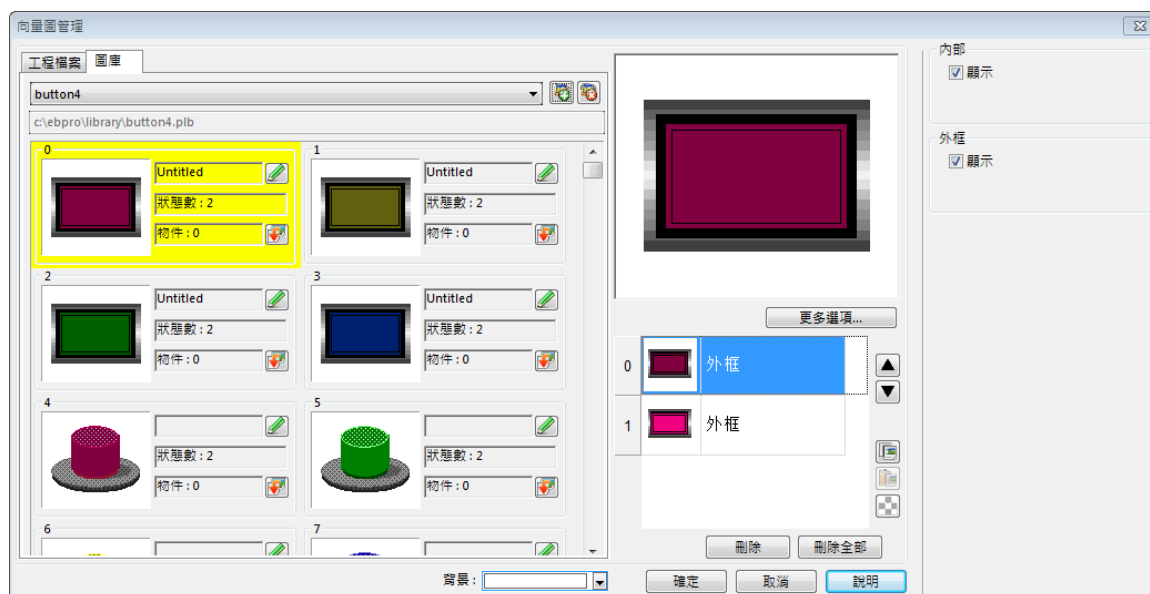 向量圖管理
工程檔案 圖庫
button4
c:\ebpro\library\button4.plb
0
Untitled
狀態數 : 2
物件 : 0
1
Untitled
狀態數 : 2
物件 : 0
2
Untitled
狀態數 : 2
物件 : 0
3
Untitled
狀態數 : 2
物件 : 0
4
狀態數 : 2
物件 : 0
5
狀態數 : 2
物件 : 0
6
7
更多選項...
0 外框
1 外框
刪除 刪除全部
背景 :
確定 取消 說明
內部
顯示
外框
顯示